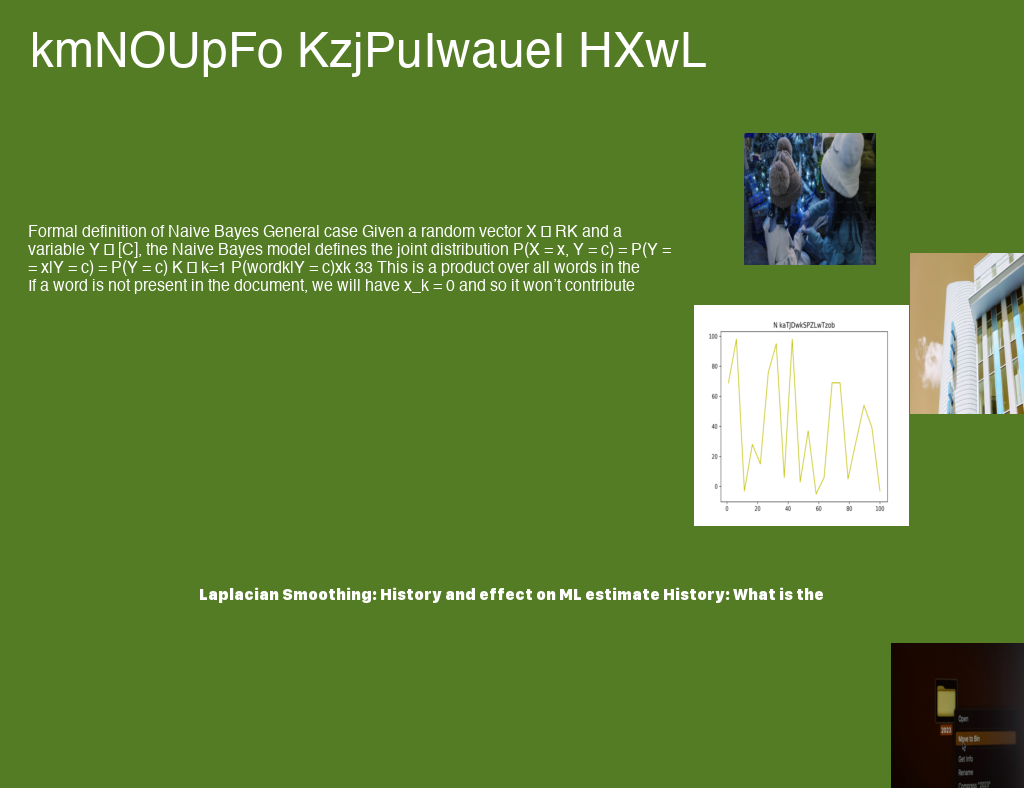 kmNOUpFo KzjPuIwaueI HXwL
Formal definition of Naive Bayes General case Given a random vector X □ RK and a
variable Y □ [C], the Naive Bayes model defines the joint distribution P(X = x, Y = c) = P(Y =
= x|Y = c) = P(Y = c) K □ k=1 P(wordk|Y = c)xk 33 This is a product over all words in the
If a word is not present in the document, we will have x_k = 0 and so it won't contribute
N kaTJDwkSPZLwTzob
100
80
60
40
20
0
0 20 40 60 80 100
Laplacian Smoothing: History and effect on ML estimate History: What is the
Open
2023
Move to Bin
Get Info
Rename
Compress "2023"